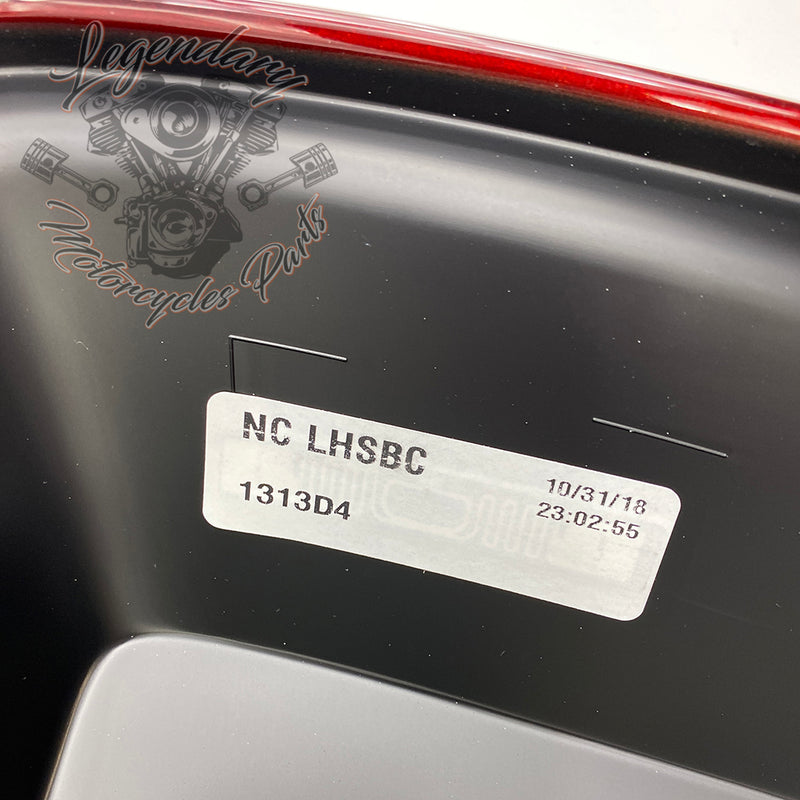 Legendary
Motorcycles Parts
NC LHSBC
10/31/18
1313D4
23:02:55